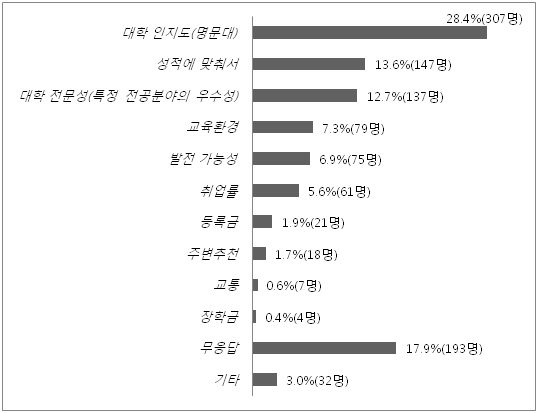 대학 인지도(명문대) 28.4%(307명)
성적에 맞춰서 13.6%(147명)
대학 전문성(특정 전공분야의 우수성) 12.7%(137명)
교육환경 7.3%(79명)
발전 가능성 6.9%(75명)
취업률 5.6%(61명)
등록금 1.9%(21명)
주변추천 1.7%(18명)
교통 0.6%(7명)
장학금 0.4%(4명)
무응답 17.9%(193명)
기타 3.0%(32명)